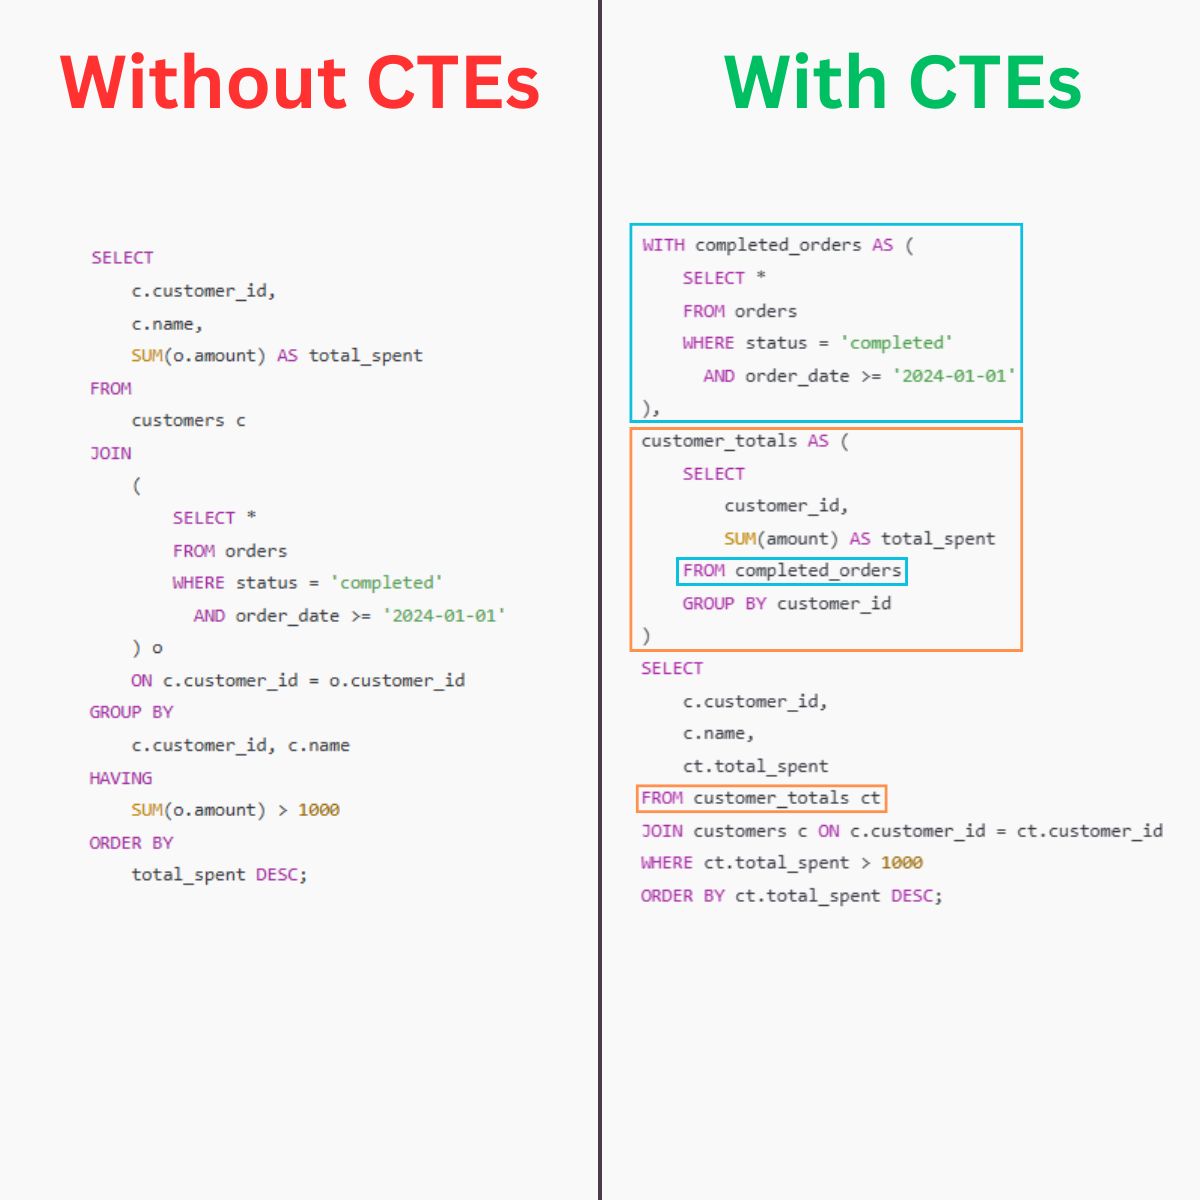 Without CTEs
SELECT
c.customer_id,
c.name,
SUM(o.amount) AS total_spent
FROM
customers c
JOIN
(
SELECT *
FROM orders
WHERE status = 'completed'
AND order_date >= '2024-01-01'
) o
ON c.customer_id = o.customer_id
GROUP BY
c.customer_id, c.name
HAVING
SUM(o.amount) > 1000
ORDER BY
total_spent DESC;
With CTEs
WITH completed_orders AS (
SELECT *
FROM orders
WHERE status = 'completed'
AND order_date >= '2024-01-01'
),
customer_totals AS (
SELECT
customer_id,
SUM(amount) AS total_spent
FROM completed_orders
GROUP BY customer_id
)
SELECT
c.customer_id,
c.name,
ct.total_spent
FROM customer_totals ct
JOIN customers c ON c.customer_id = ct.customer_id
WHERE ct.total_spent > 1000
ORDER BY ct.total_spent DESC;